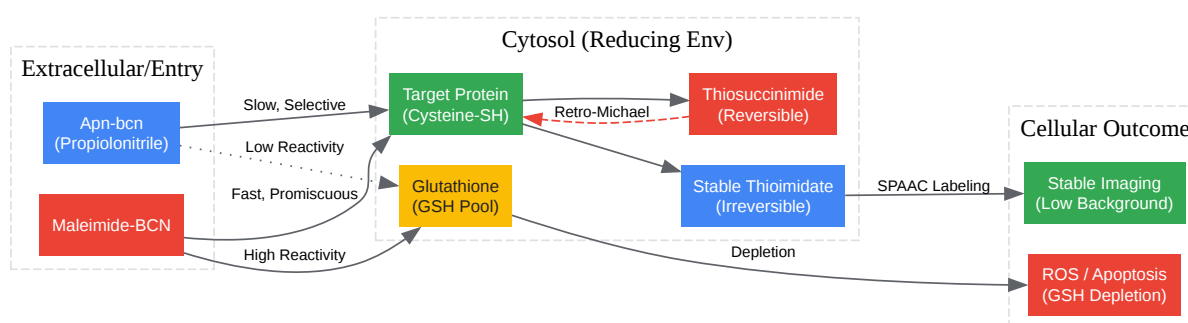 Extracellular/Entry
Apn-bcn
(Propiolonitrile)
Maleimide-BCN
Slow, Selective
Low Reactivity
Fast, Promiscuous
High Reactivity
Cytosol (Reducing Env)
Target Protein
(Cysteine-SH)
Glutathione
(GSH Pool)
Retro-Michael
Thiosuccinimide
(Reversible)
Stable Thioimidate
(Irreversible)
SPAAC Labeling
Depletion
Cellular Outcome
Stable Imaging
(Low Background)
ROS / Apoptosis
(GSH Depletion)